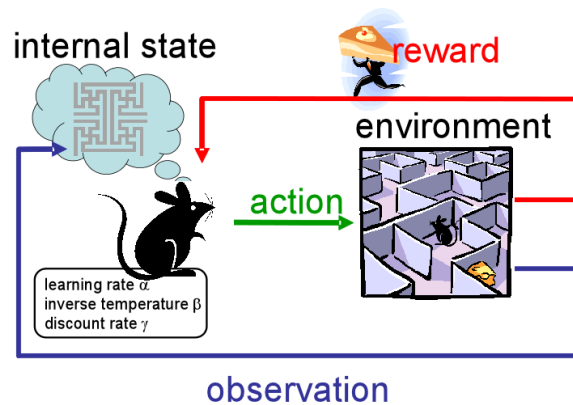 internal state
reward
environment
action
learning rate α
inverse temperature β
discount rate γ
observation